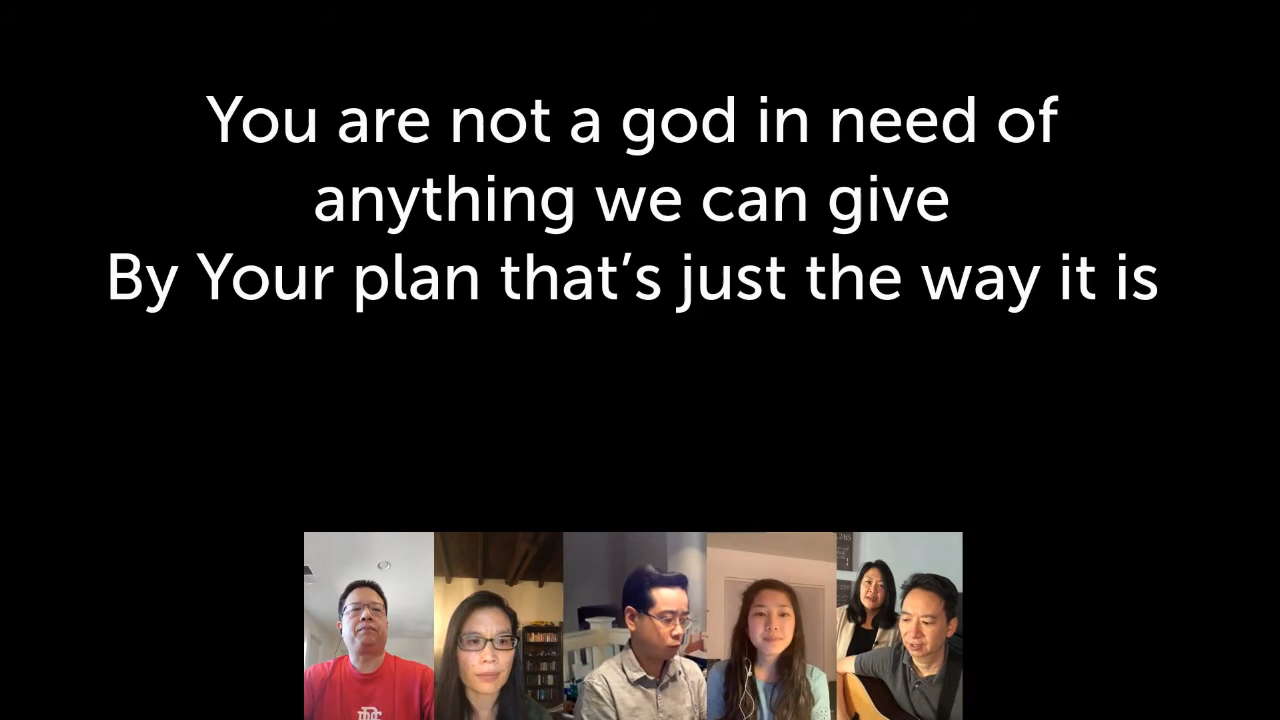 You are not a god in need of
anything we can give
By Your plan that’s just the way it is